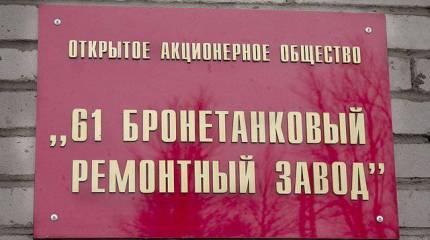 ОТКРЫТОЕ АКЦИОНЕРНОЕ ОБЩЕСТВО
„61 БРОНЕТАНКОВЫЙ
РЕМОНТНЫЙ ЗАВОД”